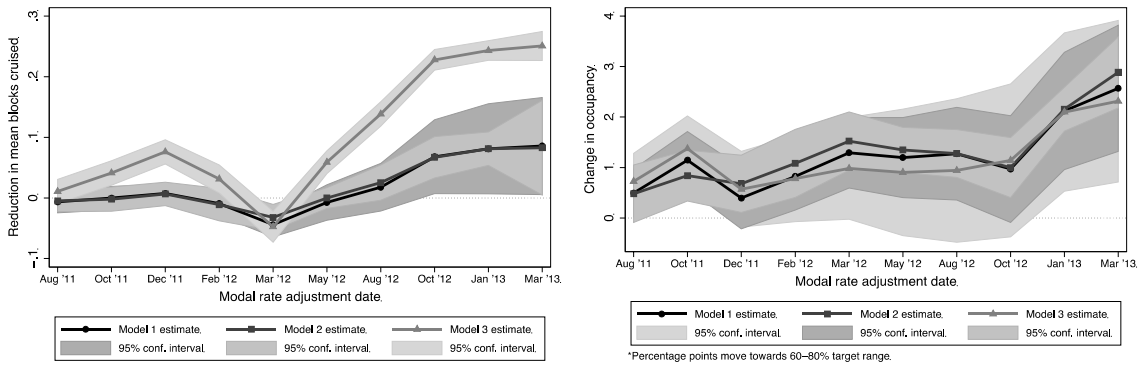 Reduction in mean blocks cruised.
.3
.2
.1
0
-.1
Aug '11 Oct '11 Dec '11 Feb '12 Mar '12 May '12 Aug '12 Oct '12 Jan '13 Mar '13
Modal rate adjustment date.
Model 1 estimate. Model 2 estimate. Model 3 estimate.
95% conf. interval. 95% conf. interval. 95% conf. interval.
Change in occupancy.
4.
3.
2.
1.
0.
Aug '11 Oct '11 Dec '11 Feb '12 Mar '12 May '12 Aug '12 Oct '12 Jan '13 Mar '13.
Modal rate adjustment date.
Model 1 estimate. Model 2 estimate. Model 3 estimate.
95% conf. interval. 95% conf. interval. 95% conf. interval.
*Percentage points move towards 60–80% target range.